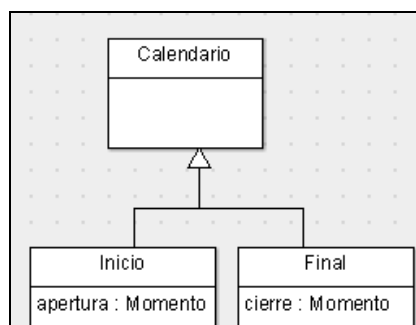 Calendario
Inicio
apertura : Momento
Final
cierre : Momento